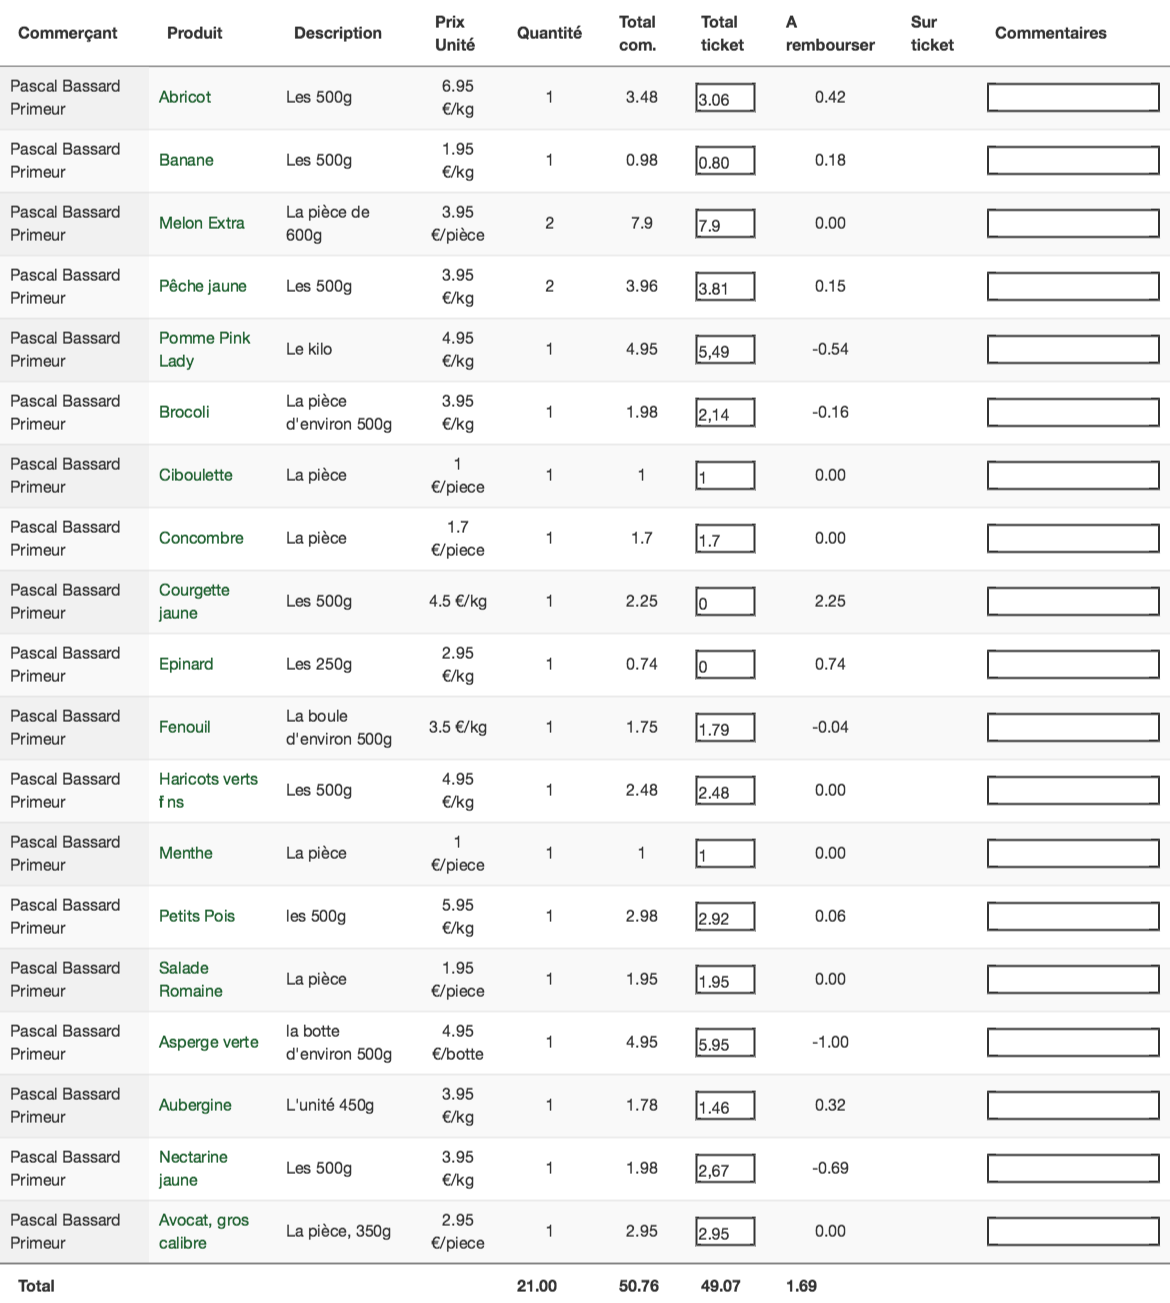 Commerçant Produit Description Prix Unité Quantité Total com. Total ticket A rembourser Sur ticket Commentaires
Pascal Bassard Primeur Abricot Les 500g 6.95 €/kg 1 3.48 3.06 0.42
Pascal Bassard Primeur Banane Les 500g 1.95 €/kg 1 0.98 0.80 0.18
Pascal Bassard Primeur Melon Extra La pièce de 600g 3.95 €/pièce 2 7.9 7.9 0.00
Pascal Bassard Primeur Pêche jaune Les 500g 3.95 €/kg 2 3.96 3.81 0.15
Pascal Bassard Primeur Pomme Pink Lady Le kilo 4.95 €/kg 1 4.95 5,49 -0.54
Pascal Bassard Primeur Brocoli La pièce d'environ 500g 3.95 €/kg 1 1.98 2,14 -0.16
Pascal Bassard Primeur Ciboulette La pièce 1 €/piece 1 1 1 0.00
Pascal Bassard Primeur Concombre La pièce 1.7 €/piece 1 1.7 1.7 0.00
Pascal Bassard Primeur Courgette jaune Les 500g 4.5 €/kg 1 2.25 0 2.25
Pascal Bassard Primeur Epinard Les 250g 2.95 €/kg 1 0.74 0 0.74
Pascal Bassard Primeur Fenouil La boule d'environ 500g 3.5 €/kg 1 1.75 1.79 -0.04
Pascal Bassard Primeur Haricots verts f ns Les 500g 4.95 €/kg 1 2.48 2.48 0.00
Pascal Bassard Primeur Menthe La pièce 1 €/piece 1 1 1 0.00
Pascal Bassard Primeur Petits Pois les 500g 5.95 €/kg 1 2.98 2.92 0.06
Pascal Bassard Primeur Salade Romaine La pièce 1.95 €/piece 1 1.95 1.95 0.00
Pascal Bassard Primeur Asperge verte la botte d'environ 500g 4.95 €/botte 1 4.95 5.95 -1.00
Pascal Bassard Primeur Aubergine L'unité 450g 3.95 €/kg 1 1.78 1.46 0.32
Pascal Bassard Primeur Nectarine jaune Les 500g 3.95 €/kg 1 1.98 2,67 -0.69
Pascal Bassard Primeur Avocat, gros calibre La pièce, 350g 2.95 €/piece 1 2.95 2.95 0.00
Total 21.00 50.76 49.07 1.69